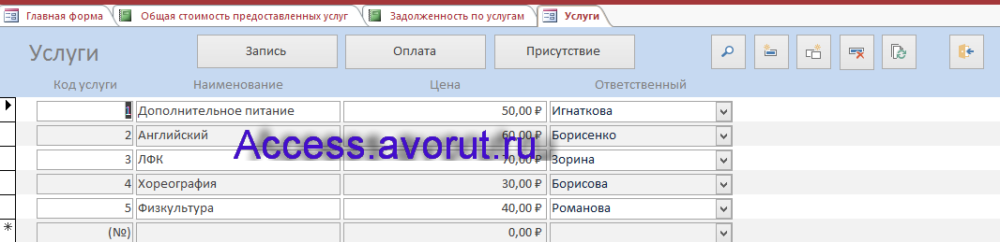 Главная форма Общая стоимость предоставленных услуг Задолженность по услугам Услуги
Услуги Запись Оплата Присутствие
Код услуги Наименование Цена Ответственный
1 Дополнительное питание 50,00 ₽ Игнаткова
2 Английский 60,00 ₽ Борисенко
Access.avorut.ru
3 ЛФК 70,00 ₽ Зорина
4 Хореография 30,00 ₽ Борисова
5 Физкультура 40,00 ₽ Романова
(№) 0,00 ₽